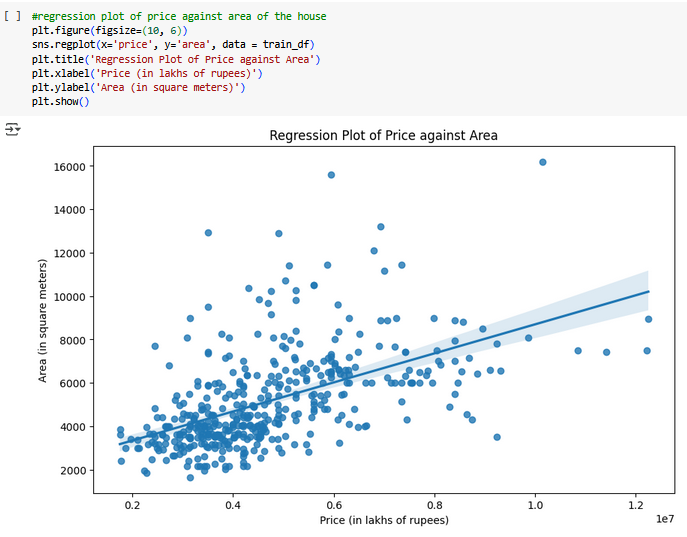 [ ] #regression plot of price against area of the house
plt.figure(figsize=(10, 6))
sns.regplot(x='price', y='area', data = train_df)
plt.title('Regression Plot of Price against Area')
plt.xlabel('Price (in lakhs of rupees)')
plt.ylabel('Area (in square meters)')
plt.show()
Regression Plot of Price against Area
16000
14000
12000
10000
8000
6000
4000
2000
Area (in square meters)
0.2 0.4 0.6 0.8 1.0 1.2
1e7
Price (in lakhs of rupees)